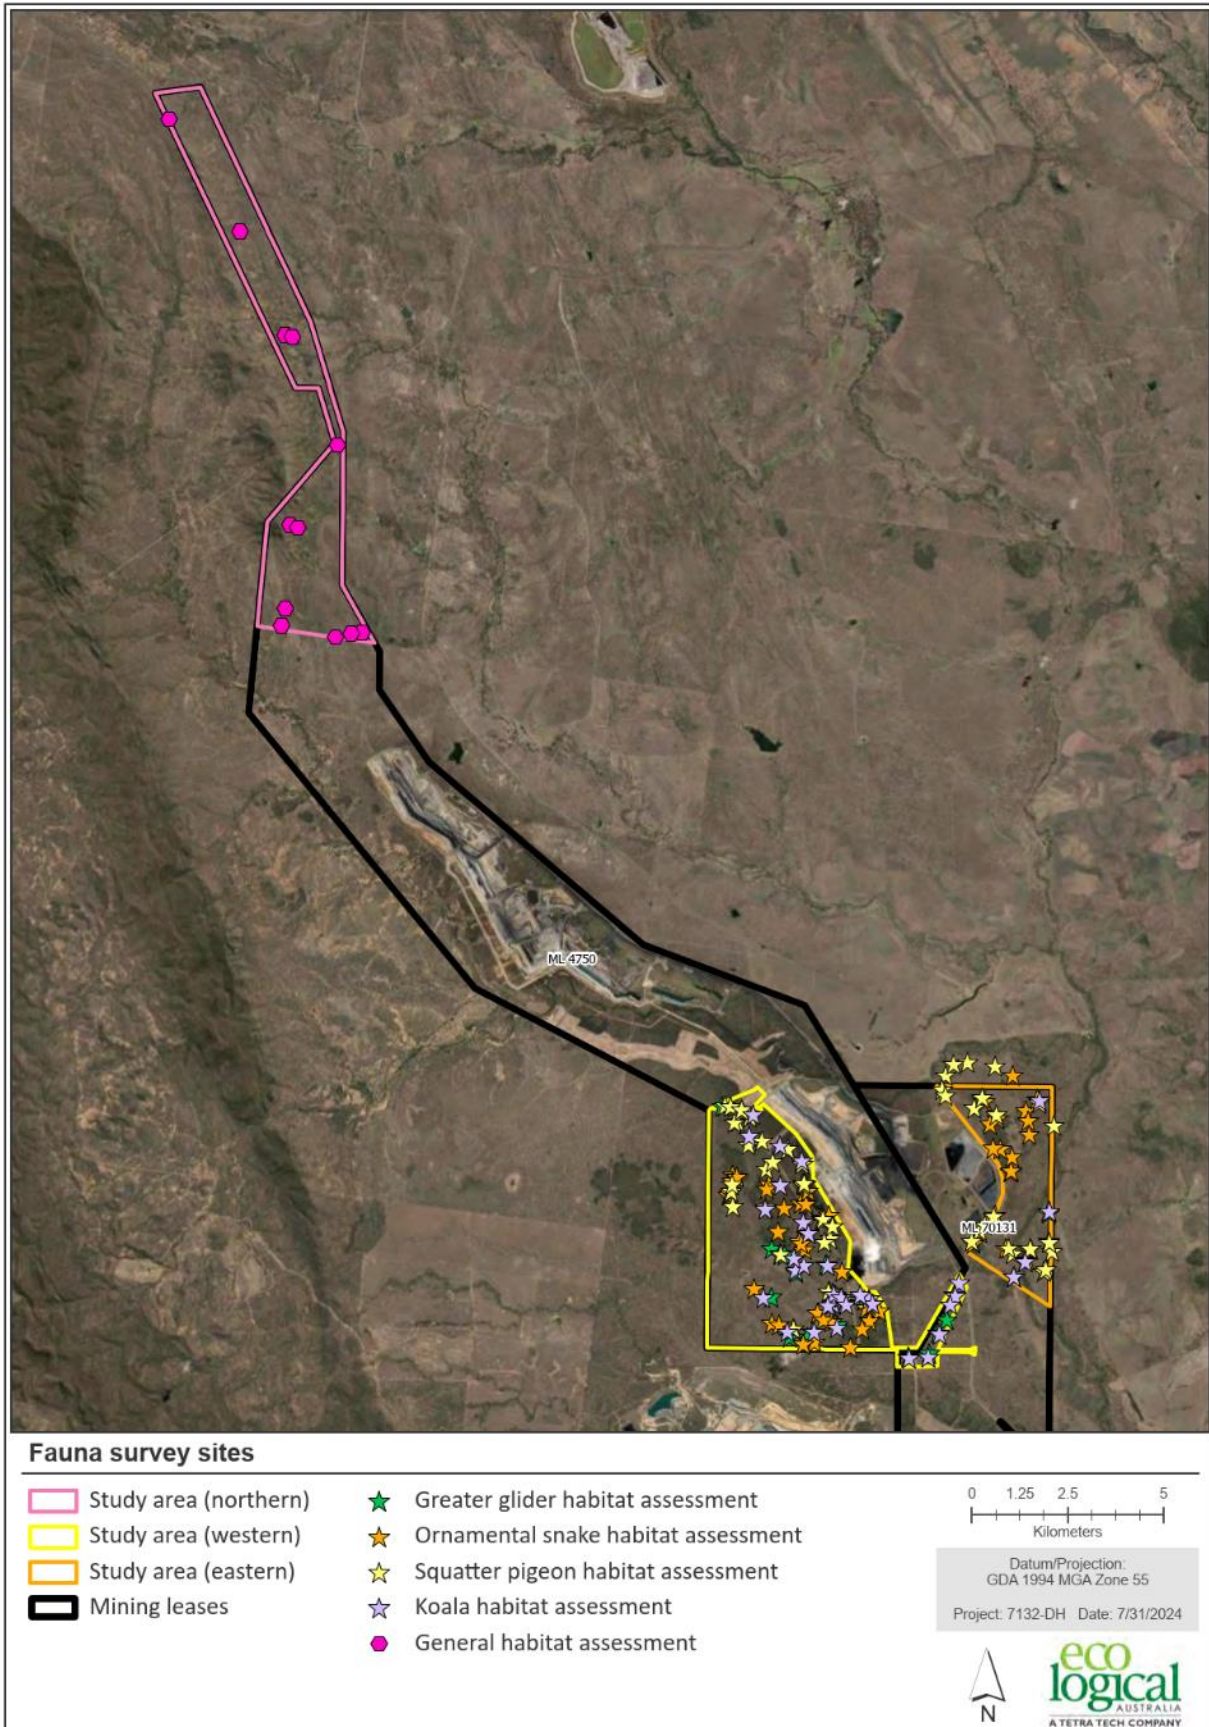 ML 4750
ML 70131
Fauna survey sites
Study area (northern)
Study area (western)
Study area (eastern)
Mining leases
Greater glider habitat assessment
Ornamental snake habitat assessment
Squatter pigeon habitat assessment
Koala habitat assessment
General habitat assessment
0 1.25 2.5 5
Kilometers
Datum/Projection:
GDA 1994 MGA Zone 55
Project: 7132-DH Date: 7/31/2024
N
eco
logical
AUSTRALIA
A TETRA TECH COMPANY